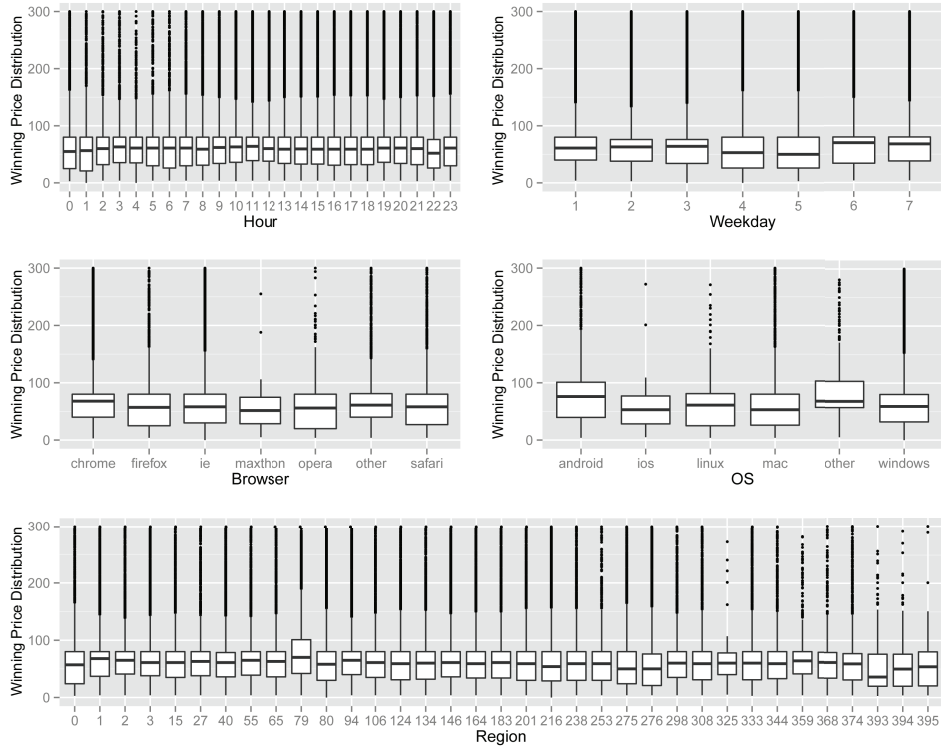 Winning Price Distribution
300
200
100
0
0 1 2 3 4 5 6 7 8 9 10 11 12 13 14 15 16 17 18 19 20 21 22 23
Hour
Winning Price Distribution
300
200
100
0
1 2 3 4 5 6 7
Weekday
Winning Price Distribution
300
200
100
0
chrome firefox ie maxthon opera other safari
Browser
Winning Price Distribution
300
200
100
0
android ios linux mac other windows
OS
Winning Price Distribution
300
200
100
0
0 1 2 3 15 27 40 55 65 79 80 94 106 124 134 146 164 183 201 216 238 253 275 276 298 308 325 333 344 359 368 374 393 394 395
Region